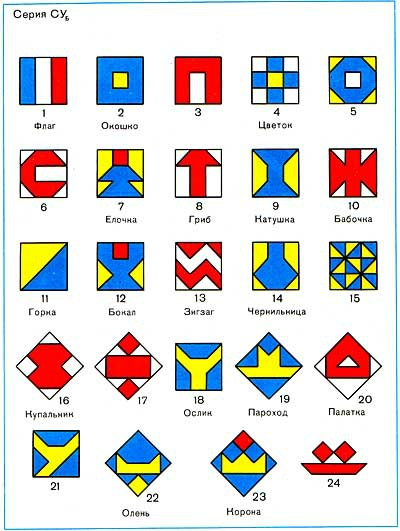 Серия СУБ
1 2 3 4 5
Флаг Окошко Цветок
6 7 8 9 10
Елочка Гриб Катушка Бабочка
11 12 13 14 15
Горка Бокал Зигзаг Чернильница
16 17 18 19 20
Купальник Ослик Пароход Палатка
21 22 23 24
Олень Корона